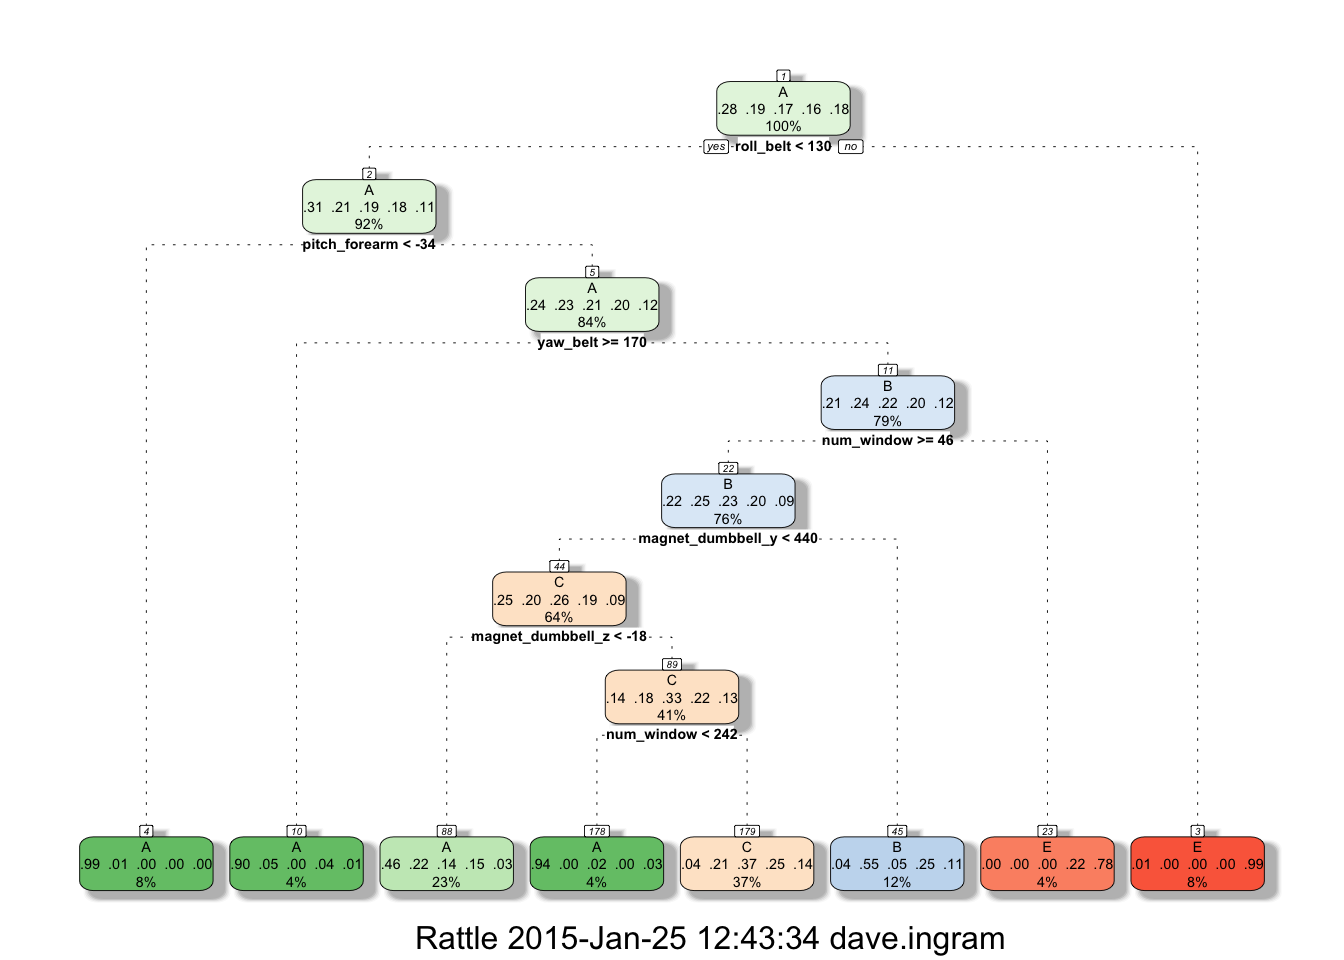 1
A
.28 .19 .17 .16 .18
100%
yes roll_belt < 130 no
2
A
.31 .21 .19 .18 .11
92%
pitch_forearm < -34
5
A
.24 .23 .21 .20 .12
84%
yaw_belt >= 170
11
B
.21 .24 .22 .20 .12
79%
num_window >= 46
22
B
.22 .25 .23 .20 .09
76%
magnet_dumbbell_y < 440
44
C
.25 .20 .26 .19 .09
64%
magnet_dumbbell_z < -18
89
C
.14 .18 .33 .22 .13
41%
num_window < 242
4
A
.99 .01 .00 .00 .00
8%
10
A
.90 .05 .00 .04 .01
4%
88
A
.46 .22 .14 .15 .03
23%
178
A
.94 .00 .02 .00 .03
4%
179
C
.04 .21 .37 .25 .14
37%
45
B
.04 .55 .05 .25 .11
12%
23
E
.00 .00 .00 .22 .78
4%
3
E
.01 .00 .00 .00 .99
8%
Rattle 2015-Jan-25 12:43:34 dave.ingram